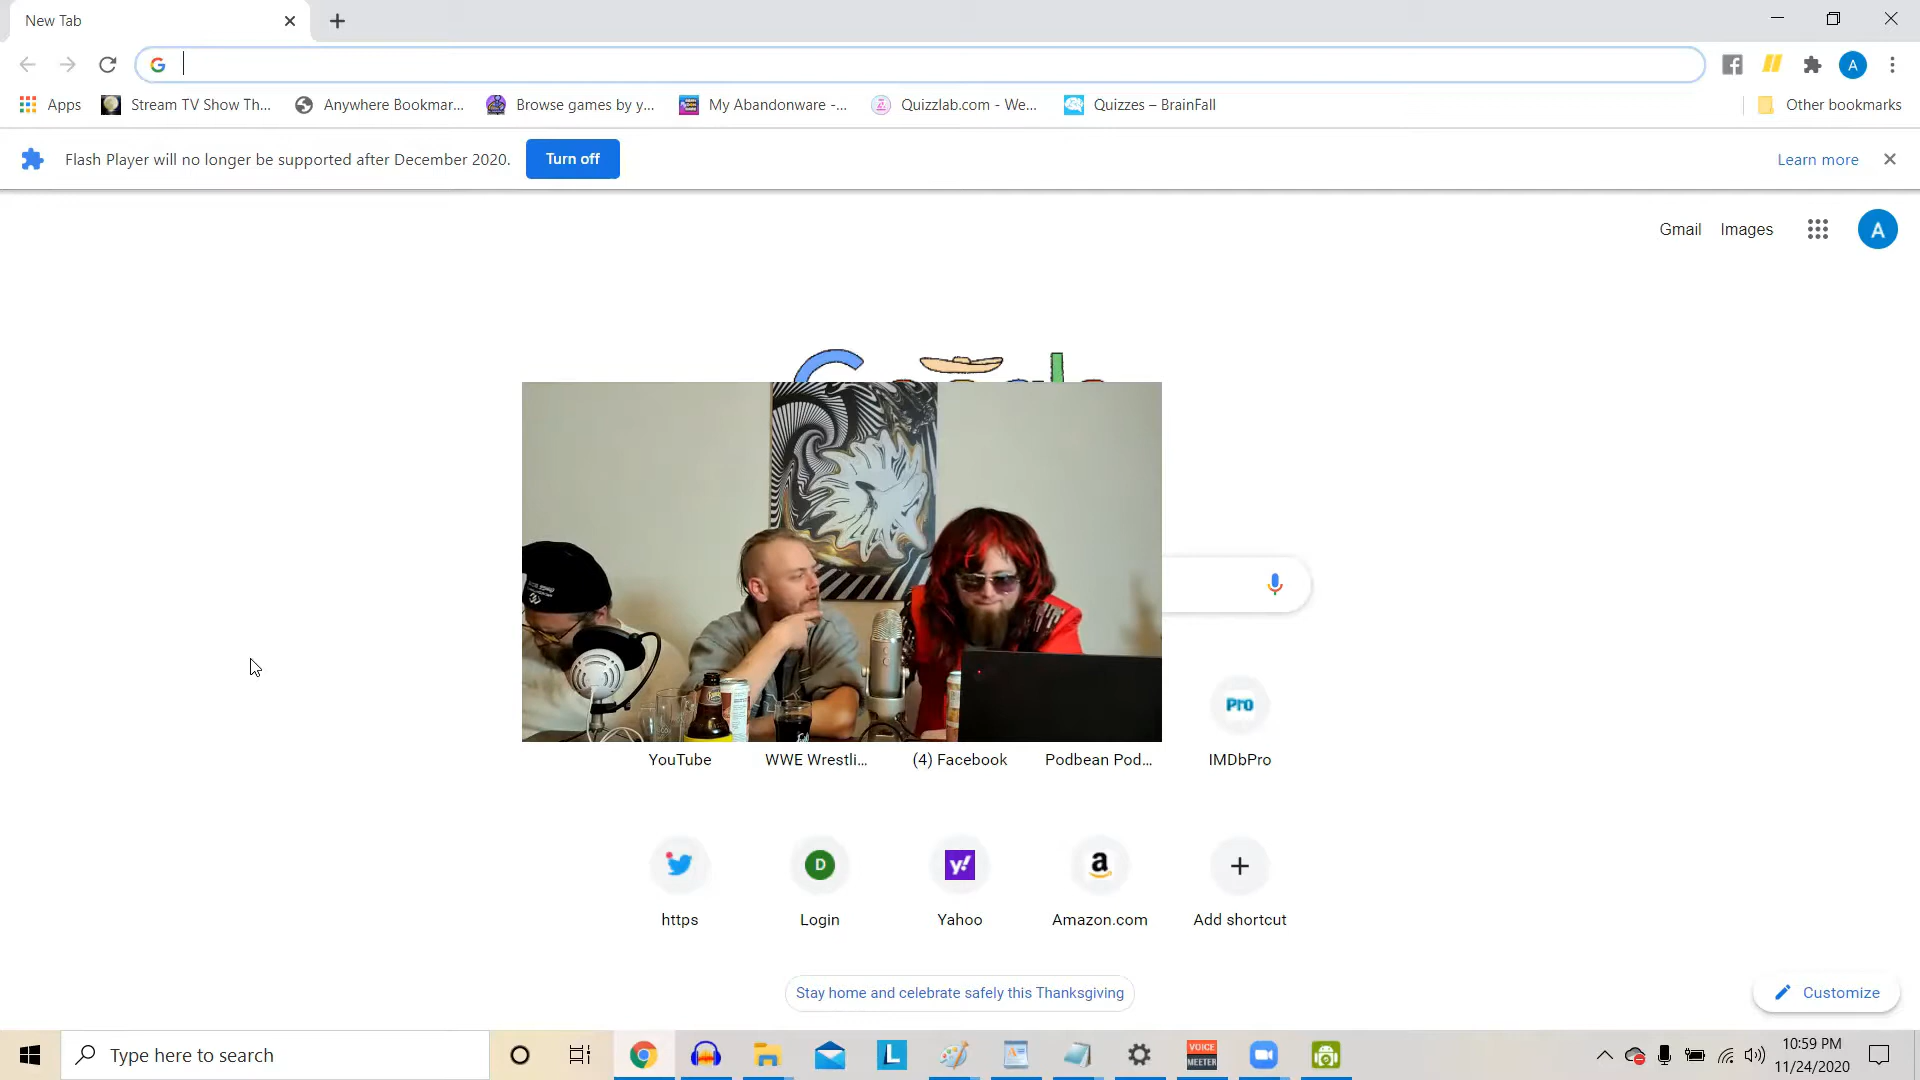 New Tab
Apps
Stream TV Show Th...
Anywhere Bookmar...
Browse games by y...
My Abandonware -...
Quizzlab.com - We...
Quizzes – BrainFall
Other bookmarks
A
Flash Player will no longer be supported after December 2020.
Turn off
Learn more
Gmail
Images
A
Pro
YouTube
WWE Wrestli...
(4) Facebook
Podbean Pod...
IMDbPro
D
y!
a
https
Login
Yahoo
Amazon.com
Add shortcut
Stay home and celebrate safely this Thanksgiving
Customize
Type here to search
L
VOICE
MEETER
10:59 PM
11/24/2020